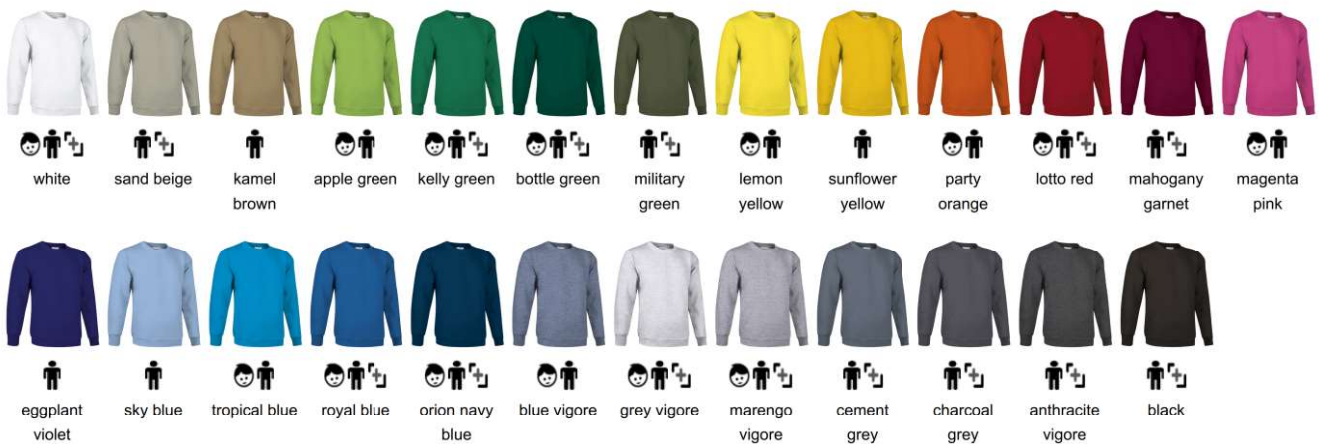 white
sand beige
kamel
brown
apple green
kelly green
bottle green
military
green
lemon
yellow
sunflower
yellow
party
orange
lotto red
mahogany
garnet
magenta
pink
eggplant
violet
sky blue
tropical blue
royal blue
orion navy
blue
blue vigore
grey vigore
marengo
vigore
cement
grey
charcoal
grey
anthracite
vigore
black